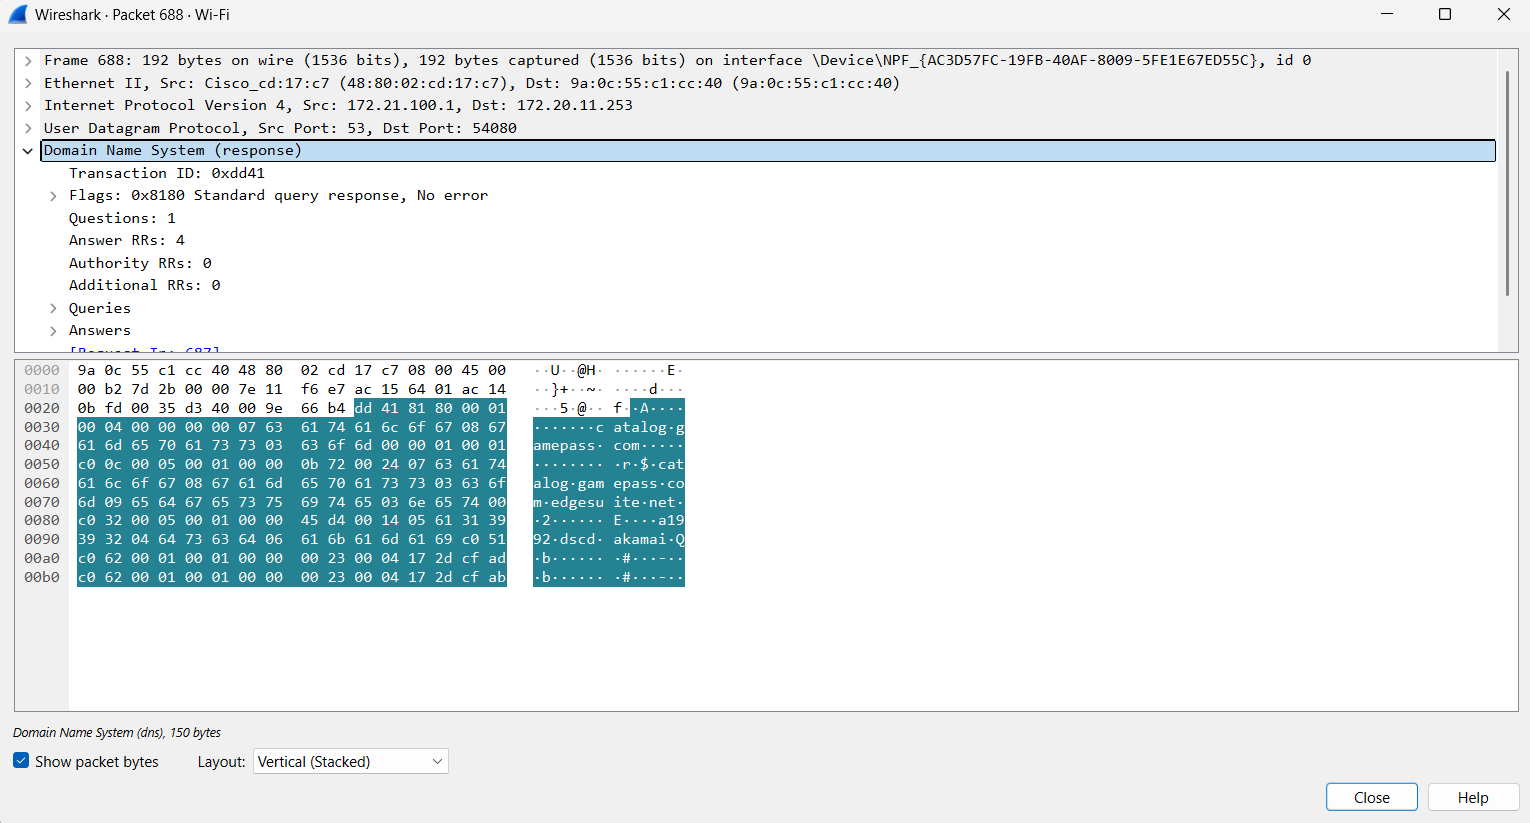 Wireshark · Packet 688 · Wi-Fi
Frame 688: 192 bytes on wire (1536 bits), 192 bytes captured (1536 bits) on interface \Device\NPF_{AC3D57FC-19FB-40AF-8009-5FE1E67ED55C}, id 0
Ethernet II, Src: Cisco_cd:17:c7 (48:80:02:cd:17:c7), Dst: 9a:0c:55:c1:cc:40 (9a:0c:55:c1:cc:40)
Internet Protocol Version 4, Src: 172.21.100.1, Dst: 172.20.11.253
User Datagram Protocol, Src Port: 53, Dst Port: 54080
Domain Name System (response)
Transaction ID: 0xdd41
Flags: 0x8180 Standard query response, No error
Questions: 1
Answer RRs: 4
Authority RRs: 0
Additional RRs: 0
Queries
Answers
[Request In: 687]
0000 9a 0c 55 c1 cc 40 48 80 02 cd 17 c7 08 00 45 00 ··U··@H· ······E·
0010 00 b2 7d 2b 00 00 7e 11 f6 e7 ac 15 64 01 ac 14 ··}+··~· ····d···
0020 0b fd 00 35 d3 40 00 9e 66 b4 dd 41 81 80 00 01 ···5·@·· f··A····
0030 00 04 00 00 00 00 07 63 61 74 61 6c 6f 67 08 67 ·······c atalog·g
0040 61 6d 65 70 61 73 73 03 63 6f 6d 00 00 01 00 01 amepass· com·····
0050 c0 0c 00 05 00 01 00 00 0b 72 00 24 07 63 61 74 ········ ·r·$·cat
0060 61 6c 6f 67 08 67 61 6d 65 70 61 73 73 03 63 6f alog·gam epass·co
0070 6d 09 65 64 67 65 73 75 69 74 65 03 6e 65 74 00 m·edgesu ite·net·
0080 c0 32 00 05 00 01 00 00 45 d4 00 14 05 61 31 39 ·2······ E····a19
0090 39 32 04 64 73 63 64 06 61 6b 61 6d 61 69 c0 51 92·dscd· akamai·Q
00a0 c0 62 00 01 00 01 00 00 00 23 00 04 17 2d cf ad ·b······ ·#···-··
00b0 c0 62 00 01 00 01 00 00 00 23 00 04 17 2d cf ab ·b······ ·#···-··
Domain Name System (dns), 150 bytes
Show packet bytes
Layout: Vertical (Stacked)
Close Help